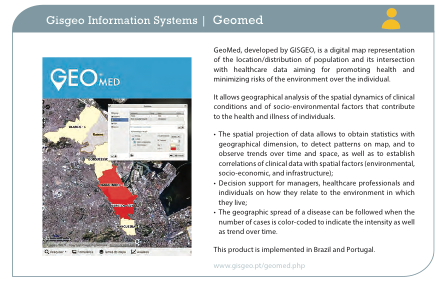 Gisgeo Information Systems | Geomed
GeoMed, developed by GISGEO, is a digital map representation
of the location/distribution of population and its intersection
with healthcare data aiming for promoting health and
minimizing risks of the environment over the individual.
It allows geographical analysis of the spatial dynamics of clinical
conditions and of socio-environmental factors that contribute
to the health and illness of individuals.
• The spatial projection of data allows to obtain statistics with
geographical dimension, to detect patterns on map, and to
observe trends over time and space, as well as to establish
correlations of clinical data with spatial factors (environmental,
socio-economic, and infrastructure);
• Decision support for managers, healthcare professionals and
individuals on how they relate to the environment in which
they live;
• The geographic spread of a disease can be followed when the
number of cases is color-coded to indicate the intensity as well
as trend over time.
This product is implemented in Brazil and Portugal.
www.gisgeo.pt/geomed.php
GEO MED